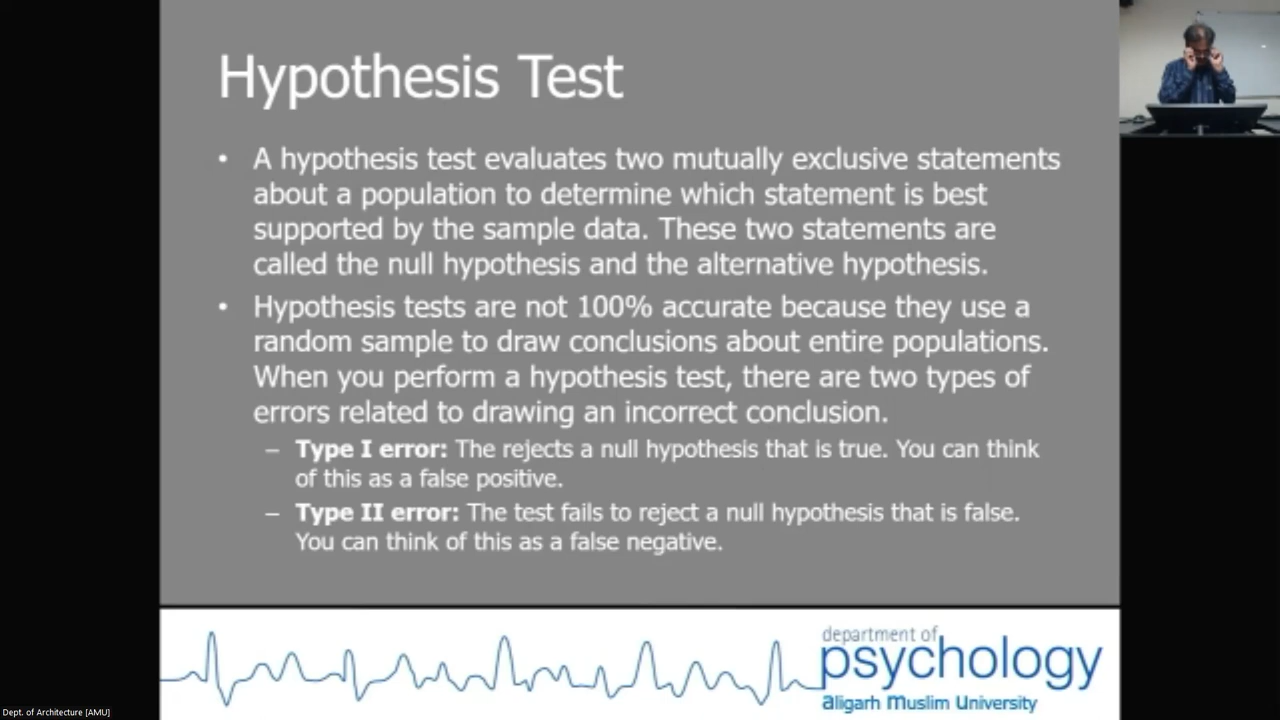 Hypothesis Test
• A hypothesis test evaluates two mutually exclusive statements
about a population to determine which statement is best
supported by the sample data. These two statements are
called the null hypothesis and the alternative hypothesis.
• Hypothesis tests are not 100% accurate because they use a
random sample to draw conclusions about entire populations.
When you perform a hypothesis test, there are two types of
errors related to drawing an incorrect conclusion.
– Type I error: The rejects a null hypothesis that is true. You can think
of this as a false positive.
– Type II error: The test fails to reject a null hypothesis that is false.
You can think of this as a false negative.
department of
psychology
aligarh muslim university
Dept. of Architecture [AMU]